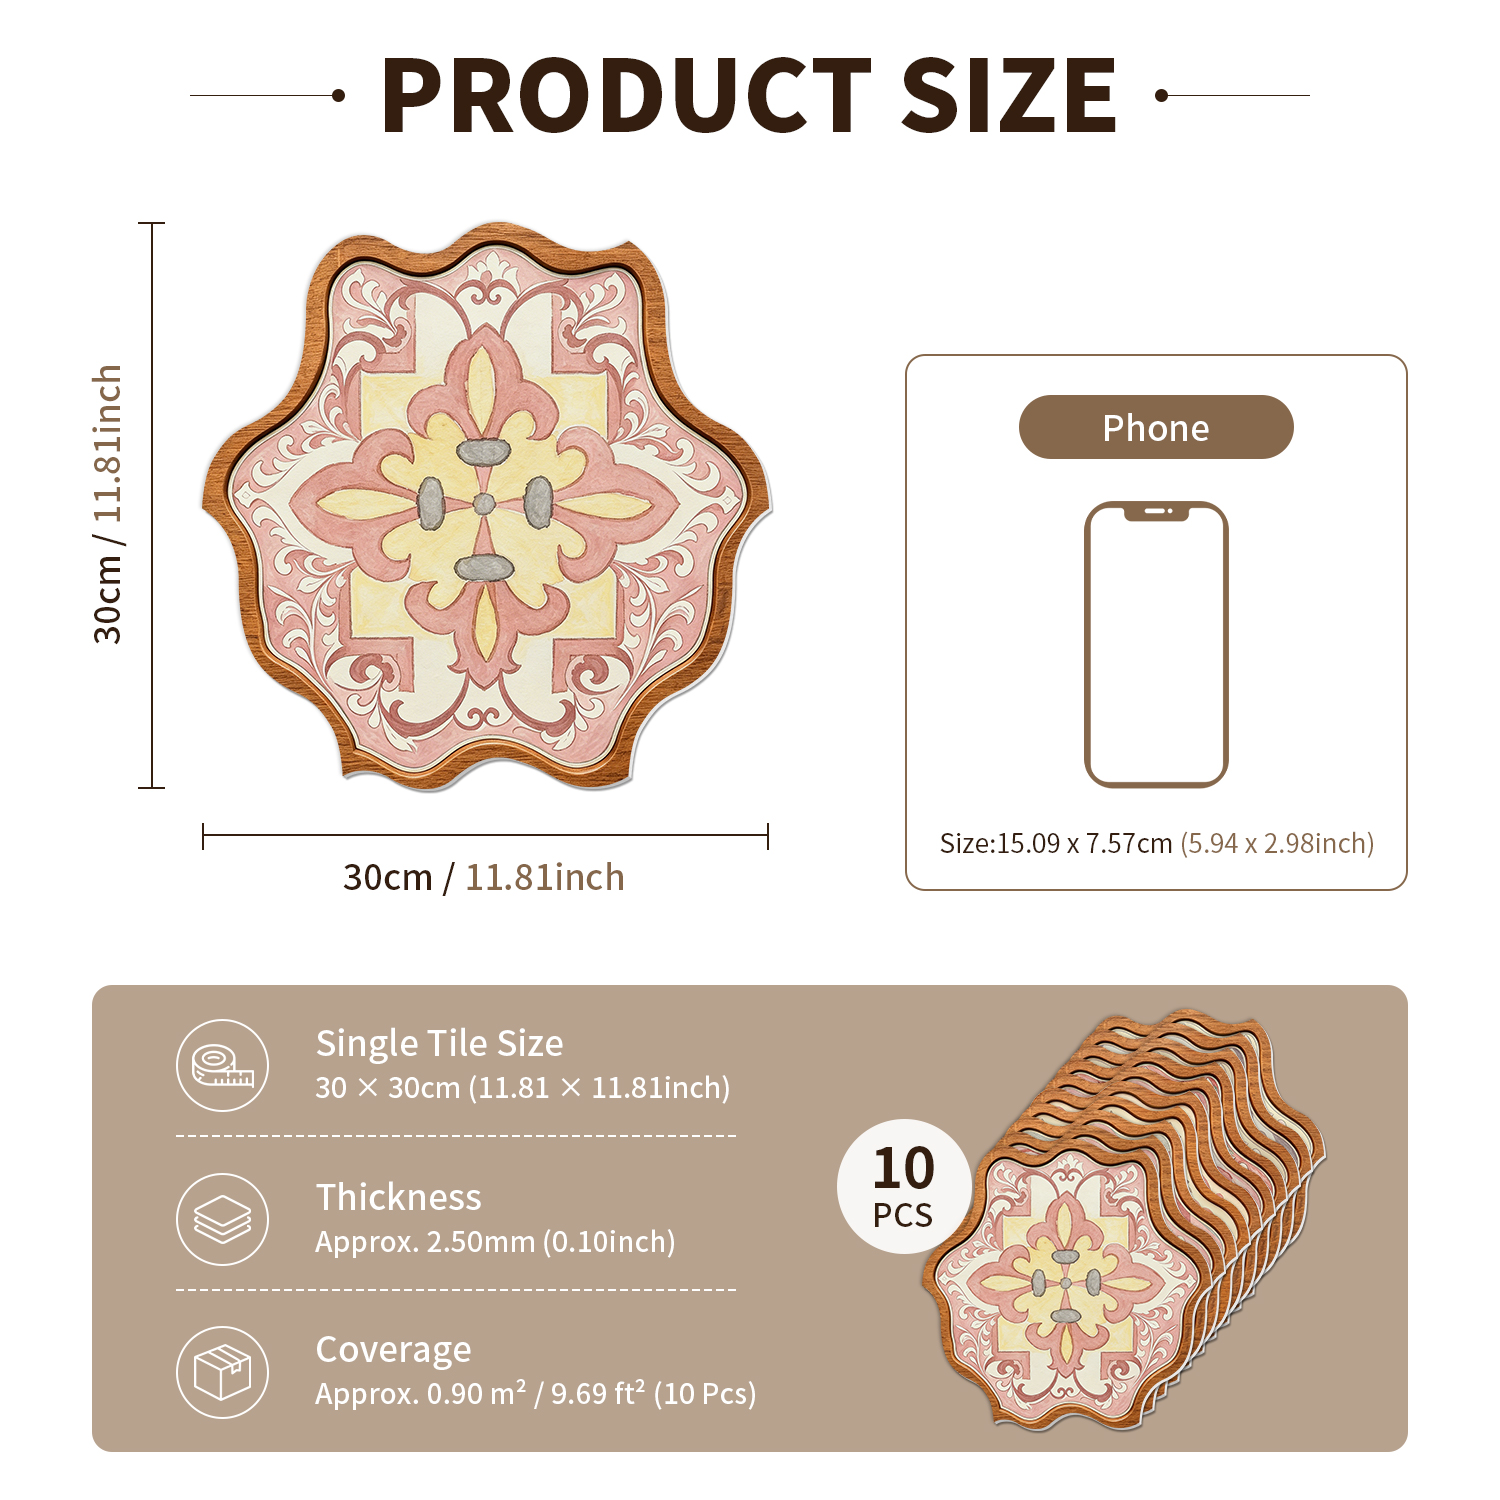 PRODUCT SIZE
30cm / 11.81inch
30cm / 11.81inch
Phone
Size:15.09 x 7.57cm (5.94 x 2.98inch)
Single Tile Size
30 × 30cm (11.81 × 11.81inch)
Thickness
Approx. 2.50mm (0.10inch)
Coverage
Approx. 0.90 m² / 9.69 ft² (10 Pcs)
10
PCS